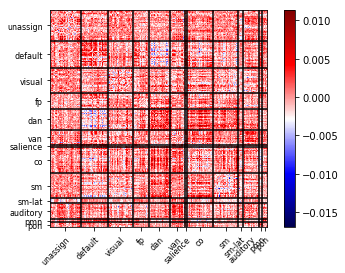 unassign
default
visual
fp
dan
van
salience
co
sm
sm-lat
auditory
pmn
pon
unassign
default
visual
fp
dan
van
salience
co
sm
sm-lat
auditory
pon
0.010
0.005
0.000
−0.005
−0.010
−0.015